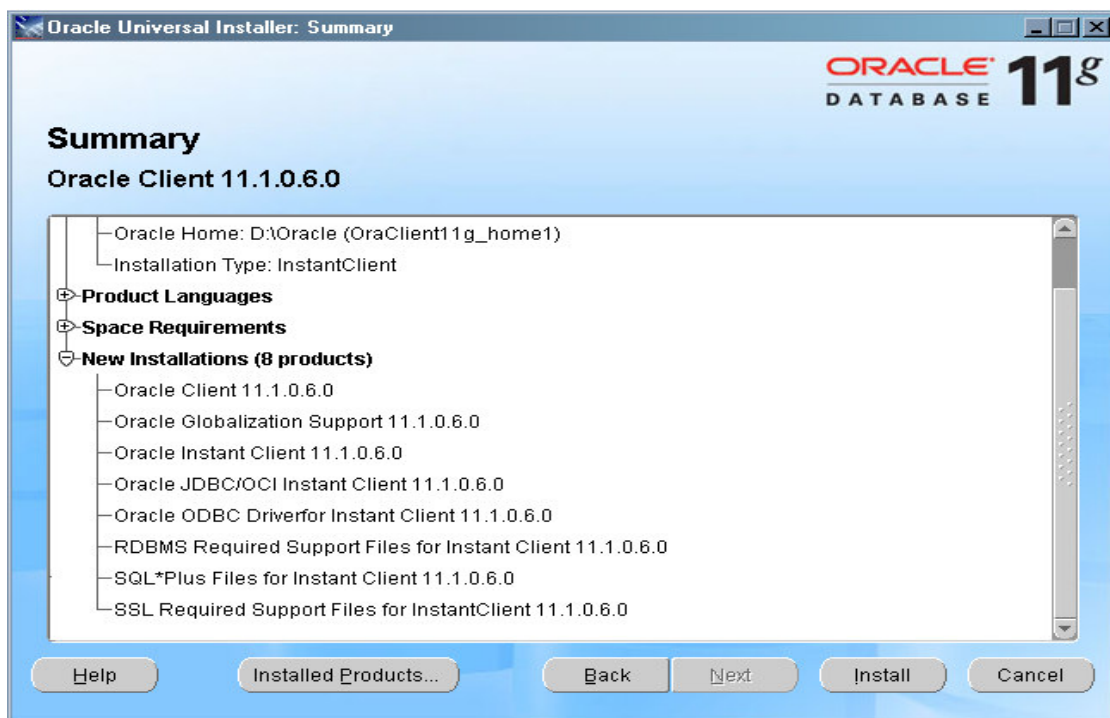 Oracle Universal Installer: Summary
ORACLE 11g
DATABASE
Summary
Oracle Client 11.1.0.6.0
Oracle Home: D:\Oracle (OraClient11g_home1)
Installation Type: InstantClient
Product Languages
Space Requirements
New Installations (8 products)
Oracle Client 11.1.0.6.0
Oracle Globalization Support 11.1.0.6.0
Oracle Instant Client 11.1.0.6.0
Oracle JDBC/OCI Instant Client 11.1.0.6.0
Oracle ODBC Driverfor Instant Client 11.1.0.6.0
RDBMS Required Support Files for Instant Client 11.1.0.6.0
SQL*Plus Files for Instant Client 11.1.0.6.0
SSL Required Support Files for InstantClient 11.1.0.6.0
Help Installed Products... Back Next Install Cancel